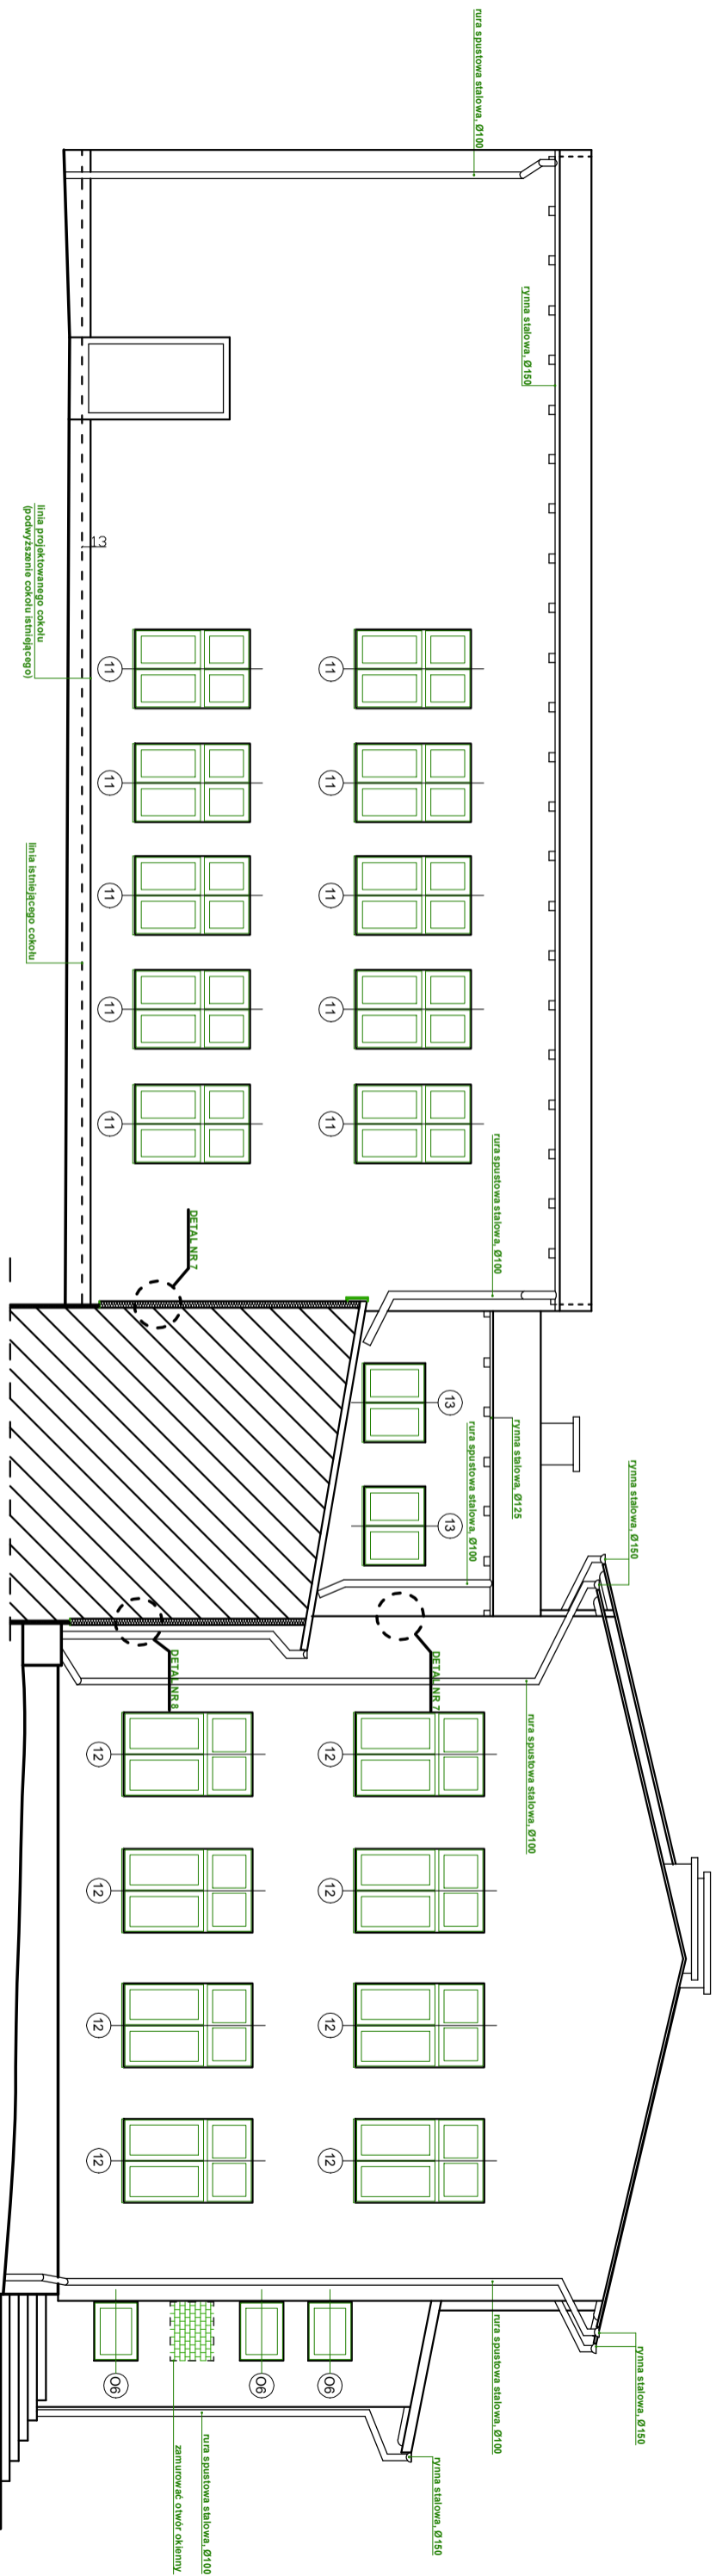 rynna stalowa, Ø150
rynna stalowa, Ø150
rura spustowa stalowa, Ø100
rynna stalowa, Ø150
rynna stalowa, Ø125
rura spustowa stalowa, Ø100
rura spustowa stalowa, Ø100
rura spustowa stalowa, Ø100
rura spustowa stalowa, Ø100
13
13
rynna stalowa, Ø150
DETAL NR 7
11
11
11
11
11
12
12
12
12
O6
O6
rura spustowa stalowa, Ø100
DETAL NR 7
zamurować otwór okienny
DETAL NR 8
13
11
11
11
11
11
12
12
12
12
O6
linia projektowanego cokołu
(podwyższenie cokołu istniejącego)
linia istniejącego cokołu